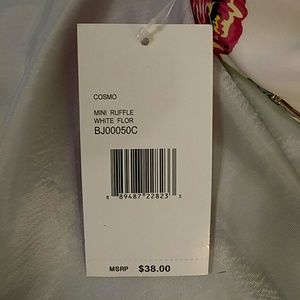 COSMO
MINI RUFFLE
WHITE FLOR
BJ00050C
8 89487 22823 3
MSRP $38.00